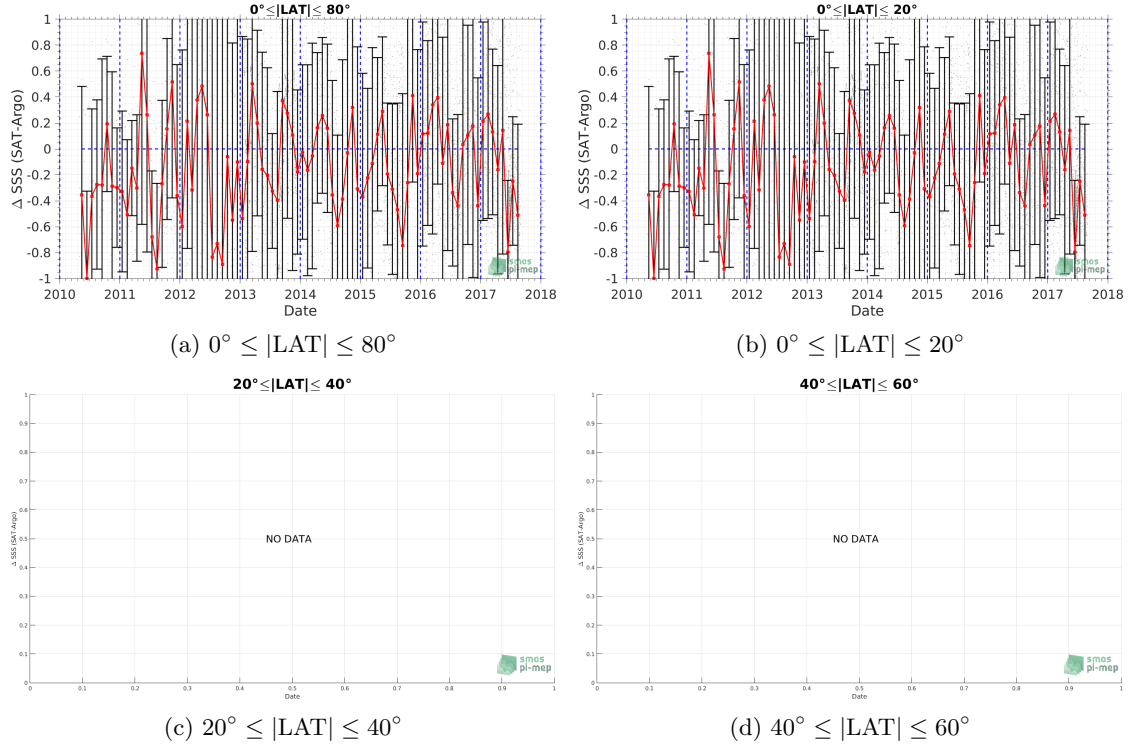 0°≤|LAT|≤ 80°
1
0.8
0.6
0.4
0.2
0
-0.2
-0.4
-0.6
-0.8
-1
Δ SSS (SAT-Argo)
2010 2011 2012 2013 2014 2015 2016 2017 2018
Date
smos
pi-mep
(a) 0° ≤ |LAT| ≤ 80°
0°≤|LAT|≤ 20°
1
0.8
0.6
0.4
0.2
0
-0.2
-0.4
-0.6
-0.8
-1
Δ SSS (SAT-Argo)
2010 2011 2012 2013 2014 2015 2016 2017 2018
Date
smos
pi-mep
(b) 0° ≤ |LAT| ≤ 20°
20°≤|LAT|≤ 40°
1
0.9
0.8
0.7
0.6
0.5
0.4
0.3
0.2
0.1
0
Δ SSS (SAT-Argo)
NO DATA
0 0.1 0.2 0.3 0.4 0.5 0.6 0.7 0.8 0.9 1
Date
smos
pi-mep
(c) 20° ≤ |LAT| ≤ 40°
40°≤|LAT|≤ 60°
1
0.9
0.8
0.7
0.6
0.5
0.4
0.3
0.2
0.1
0
Δ SSS (SAT-Argo)
NO DATA
0 0.1 0.2 0.3 0.4 0.5 0.6 0.7 0.8 0.9 1
Date
smos
pi-mep
(d) 40° ≤ |LAT| ≤ 60°